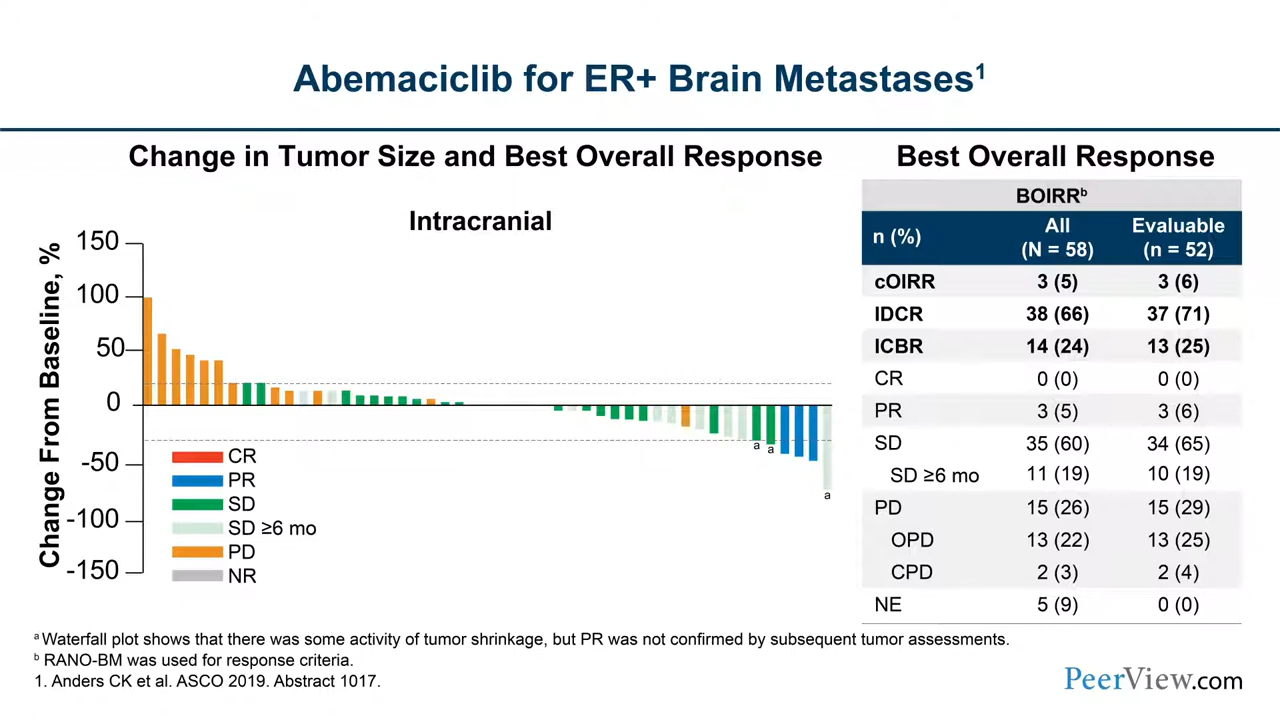 Abemaciclib for ER+ Brain Metastases1
Change in Tumor Size and Best Overall Response
Intracranial
Change From Baseline, %
150
100
50
0
-50
-100
-150
a
a
a
CR
PR
SD
SD ≥6 mo
PD
NR
Best Overall Response
BOIRRb
n (%) All (N = 58) Evaluable (n = 52)
cOIRR 3 (5) 3 (6)
IDCR 38 (66) 37 (71)
ICBR 14 (24) 13 (25)
CR 0 (0) 0 (0)
PR 3 (5) 3 (6)
SD 35 (60) 34 (65)
SD ≥6 mo 11 (19) 10 (19)
PD 15 (26) 15 (29)
OPD 13 (22) 13 (25)
CPD 2 (3) 2 (4)
NE 5 (9) 0 (0)
a Waterfall plot shows that there was some activity of tumor shrinkage, but PR was not confirmed by subsequent tumor assessments.
b RANO-BM was used for response criteria.
1. Anders CK et al. ASCO 2019. Abstract 1017.
PeerView.com